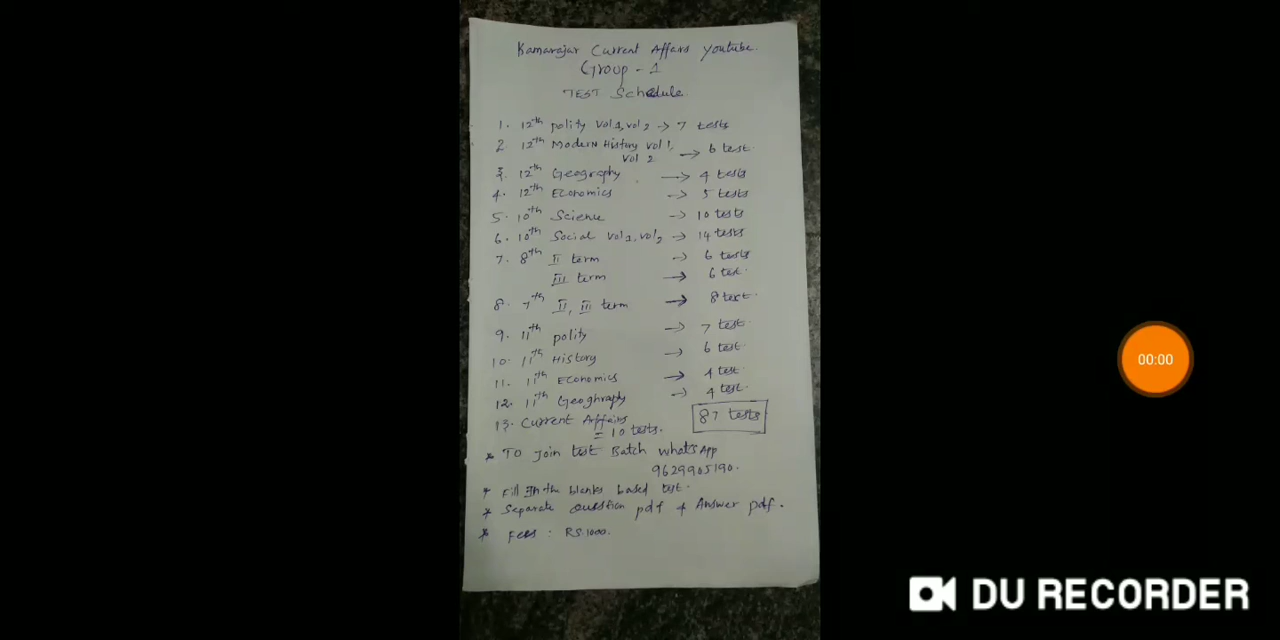 Kamarajar Current Affairs Youtube.
Group - 1
TEST Schedule.
1. 12th polity Vol 1, vol 2 → 7 tests
2. 12th Modern History Vol 1, → 6 test
Vol 2
3. 12th Geography → 4 tests
4. 12th Economics → 5 tests
5. 10th Science → 10 tests
6. 10th Social Vol 1, vol 2 → 14 tests
7. 8th II term → 6 tests
III term → 6 test
8. 7th II, III term → 8 test
9. 11th polity → 7 test
10. 11th History → 6 test
11. 11th Economics → 4 test
12. 11th Geoghraphy → 4 test
13. Current Affairs 87 tests
= 10 tests.
* TO Join test Batch whatsApp
9629905190.
* Fill In the blanks based test.
* Separate Question pdf & Answer pdf.
* Fees : RS 1000.
00:00
DU RECORDER